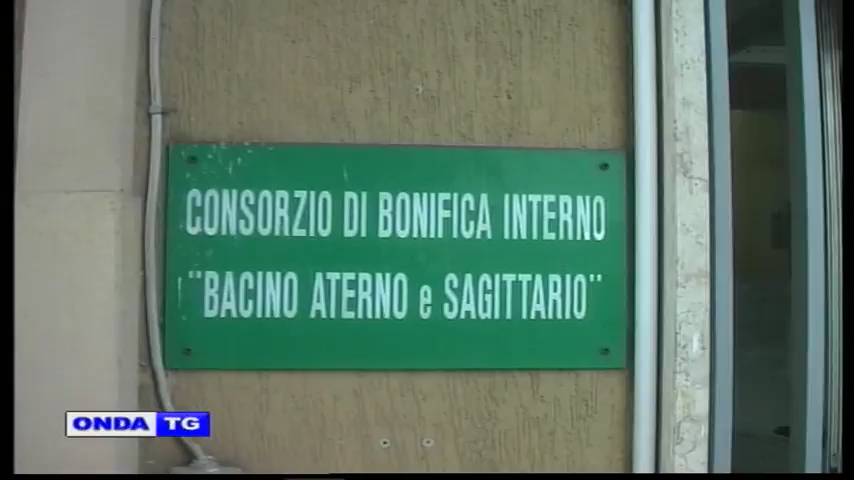 CONSORZIO DI BONIFICA INTERNO
"BACINO ATERNO e SAGITTARIO"
ONDA TG